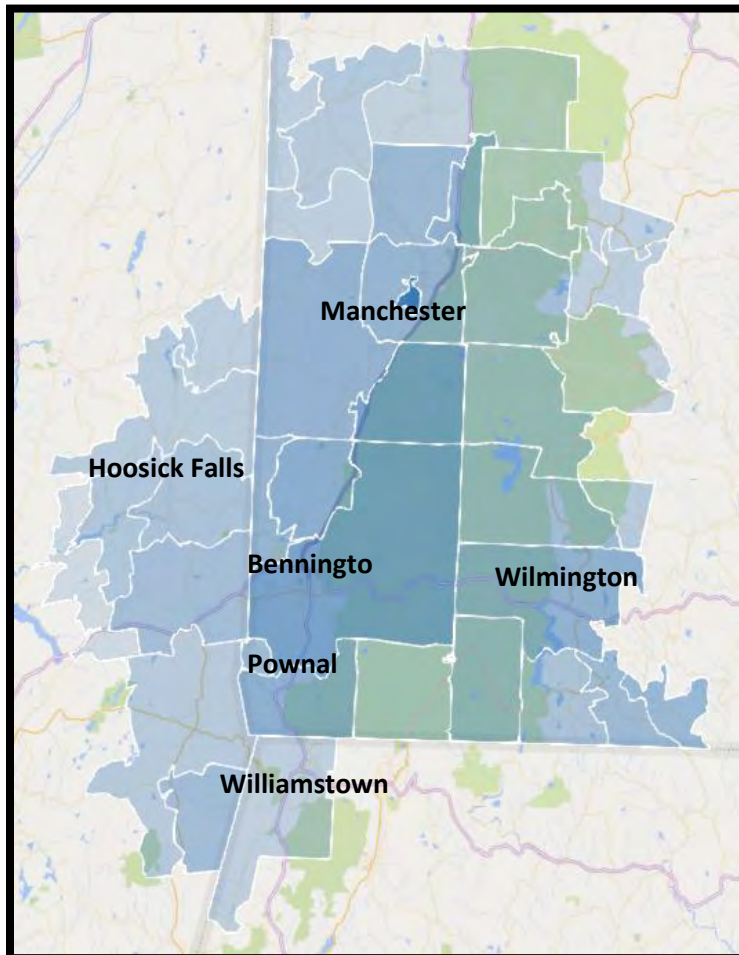 Manchester
Hoosick Falls
Benningto
Wilmington
Pownal
Williamstown